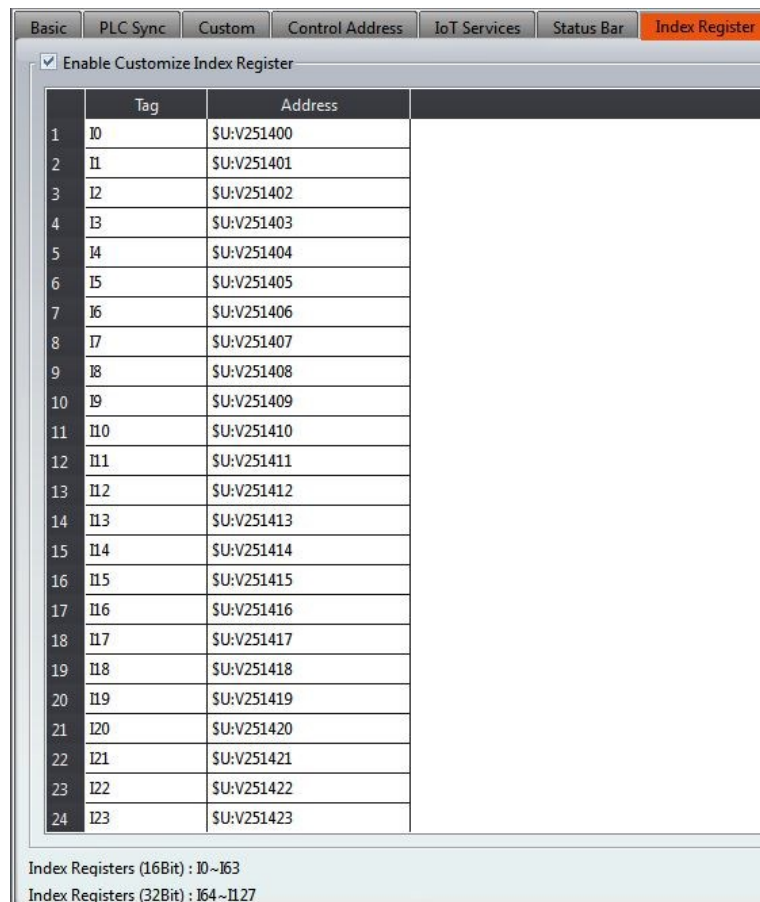 Basic PLC Sync Custom Control Address IoT Services Status Bar Index Register
Enable Customize Index Register
Tag Address
1 I0 $U:V251400
2 I1 $U:V251401
3 I2 $U:V251402
4 I3 $U:V251403
5 I4 $U:V251404
6 I5 $U:V251405
7 I6 $U:V251406
8 I7 $U:V251407
9 I8 $U:V251408
10 I9 $U:V251409
11 I10 $U:V251410
12 I11 $U:V251411
13 I12 $U:V251412
14 I13 $U:V251413
15 I14 $U:V251414
16 I15 $U:V251415
17 I16 $U:V251416
18 I17 $U:V251417
19 I18 $U:V251418
20 I19 $U:V251419
21 I20 $U:V251420
22 I21 $U:V251421
23 I22 $U:V251422
24 I23 $U:V251423
Index Registers (16Bit) : I0~I63
Index Registers (32Bit) : I64~I127